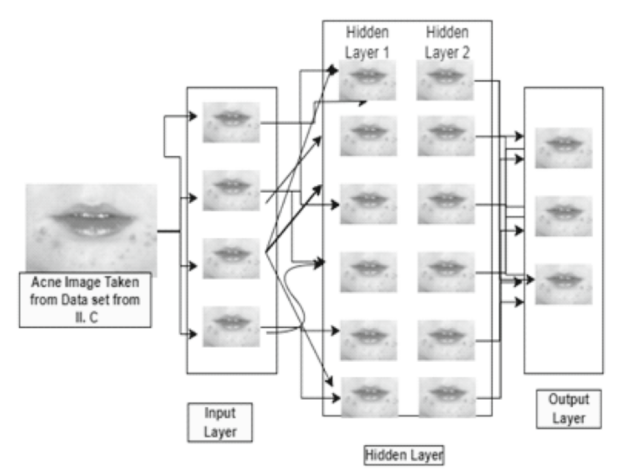 Hidden
Layer 1
Hidden
Layer 2
Acne Image Taken
from Data set from
II. C
Input
Layer
Hidden Layer
Output
Layer